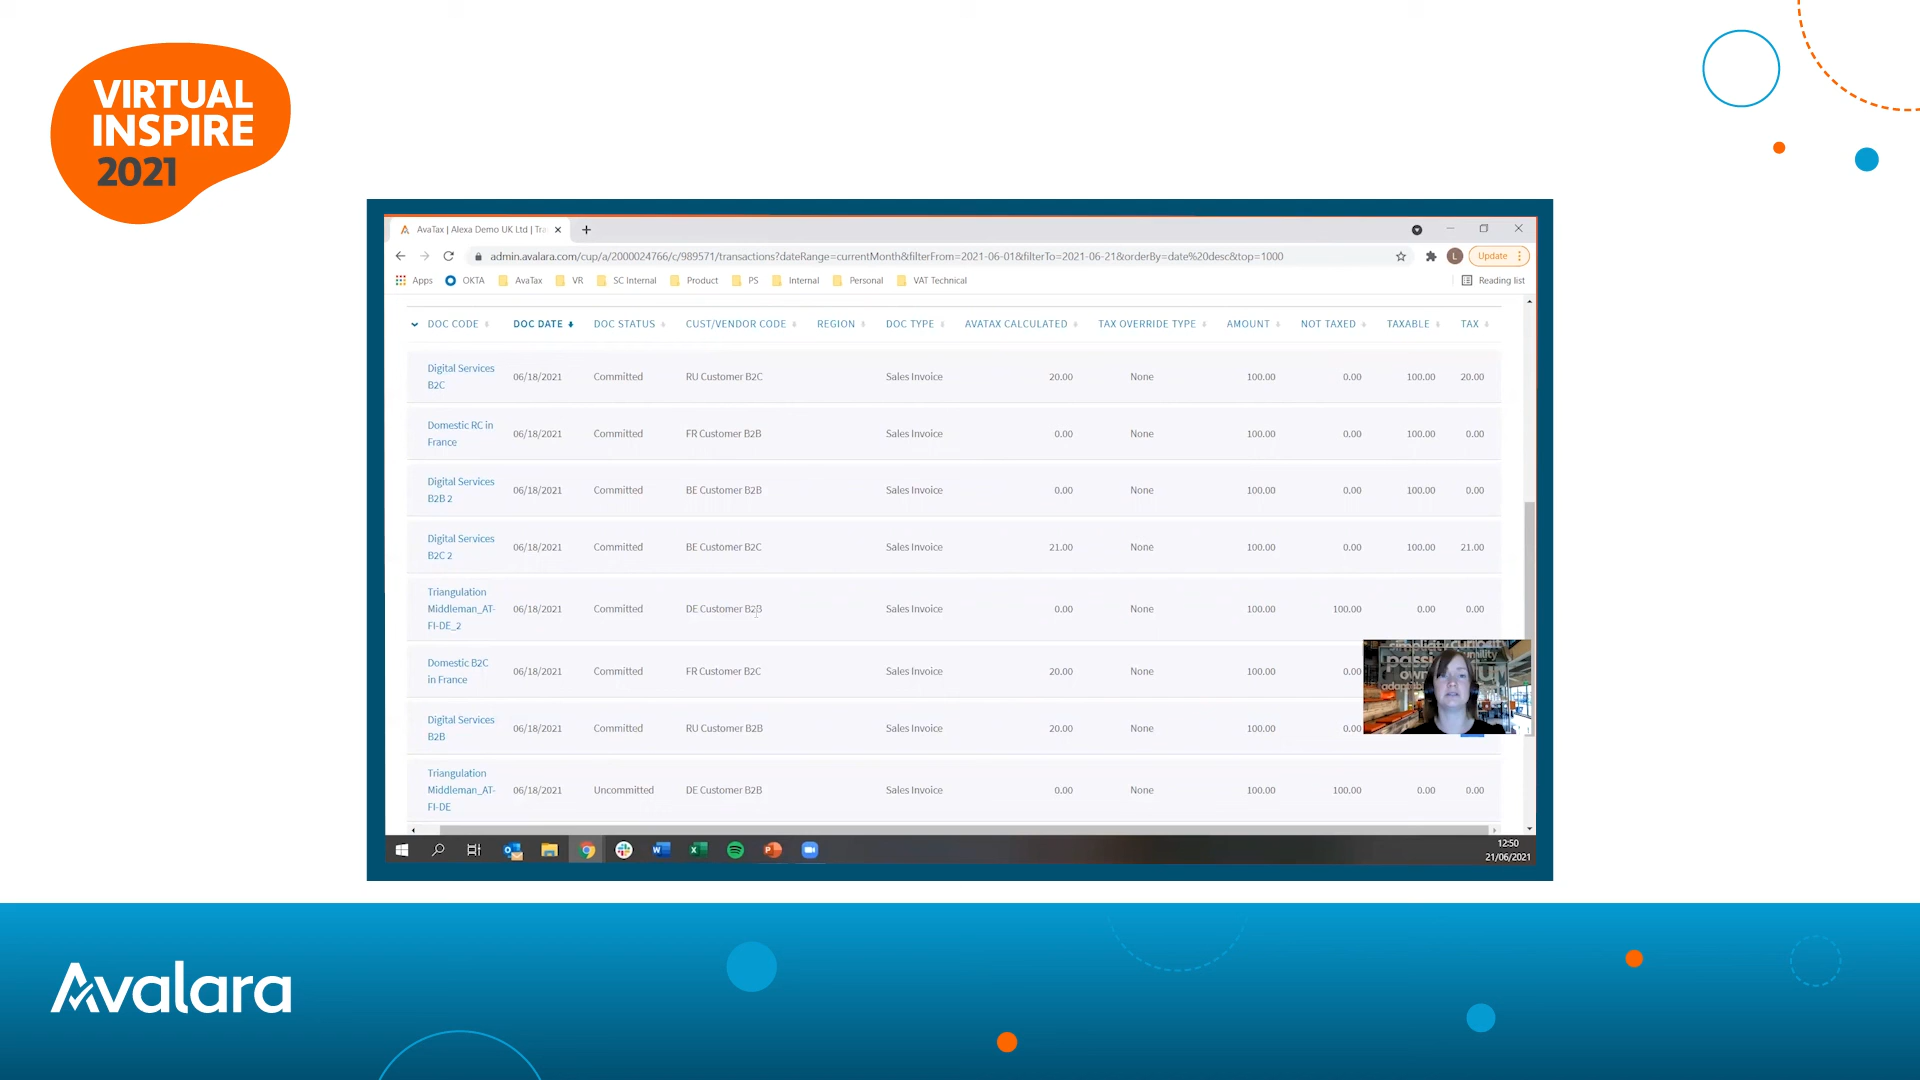 VIRTUAL
INSPIRE
2021
AvaTax | Alexa Demo UK Ltd | Tra
admin.avalara.com/cup/a/2000024766/c/989571/transactions?dateRange=currentMonth&filterFrom=2021-06-01&filterTo=2021-06-21&orderBy=date%20desc&top=1000
L
Update
Apps OKTA AvaTax VR SC Internal Product PS Internal Personal VAT Technical Reading list
DOC CODE DOC DATE DOC STATUS CUST/VENDOR CODE REGION DOC TYPE AVATAX CALCULATED TAX OVERRIDE TYPE AMOUNT NOT TAXED TAXABLE TAX
Digital Services
B2C 06/18/2021 Committed RU Customer B2C Sales Invoice 20.00 None 100.00 0.00 100.00 20.00
Domestic RC in
France 06/18/2021 Committed FR Customer B2B Sales Invoice 0.00 None 100.00 0.00 100.00 0.00
Digital Services
B2B 2 06/18/2021 Committed BE Customer B2B Sales Invoice 0.00 None 100.00 0.00 100.00 0.00
Digital Services
B2C 2 06/18/2021 Committed BE Customer B2C Sales Invoice 21.00 None 100.00 0.00 100.00 21.00
Triangulation
Middleman_AT- 06/18/2021 Committed DE Customer B2B Sales Invoice 0.00 None 100.00 100.00 0.00 0.00
FI-DE_2
Domestic B2C
in France 06/18/2021 Committed FR Customer B2C Sales Invoice 20.00 None 100.00 0.00
Digital Services
B2B 06/18/2021 Committed RU Customer B2B Sales Invoice 20.00 None 100.00 0.00
Triangulation
Middleman_AT- 06/18/2021 Uncommitted DE Customer B2B Sales Invoice 0.00 None 100.00 100.00 0.00 0.00
FI-DE
12:50
21/06/2021
Avalara